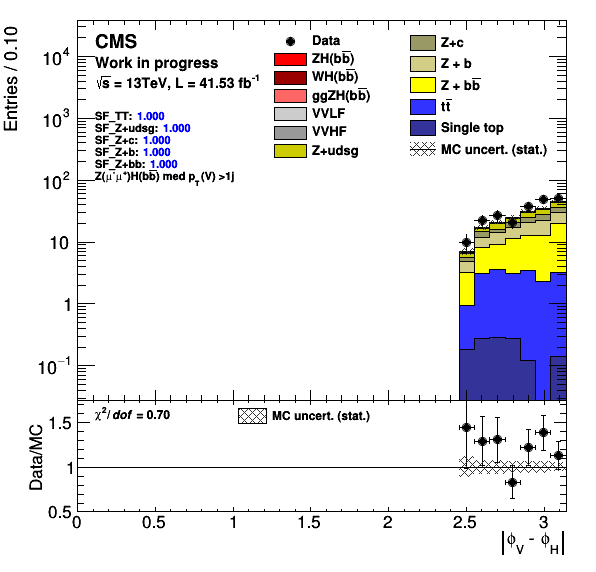 Entries / 0.10
10⁴
10³
10²
10
1
10⁻¹
CMS
Work in progress
√s = 13TeV, L = 41.53 fb⁻¹
SF_TT: 1.000
SF_Z+udsg: 1.000
SF_Z+c: 1.000
SF_Z+b: 1.000
SF_Z+bb: 1.000
Z(μ⁻μ⁺)H(bb̅) med p_T(V) >1j
Data
ZH(bb̅)
WH(bb̅)
ggZH(bb̅)
VVLF
VVHF
Z+udsg
Z+c
Z + b
Z + bb̅
tt̅
Single top
MC uncert. (stat.)
Data/MC
1.5
1
0.5
χ²/dof = 0.70
MC uncert. (stat.)
0 0.5 1 1.5 2 2.5 3
|ϕ_V - ϕ_H|